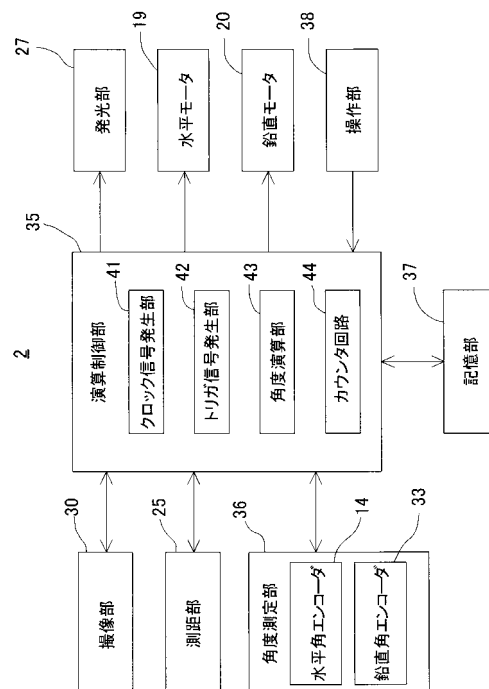 2
35
演算制御部
41
クロック信号発生部
42
トリガ信号発生部
43
角度演算部
44
カウンタ回路
27
発光部
19
水平モータ
20
鉛直モータ
38
操作部
30
撮像部
25
測距部
36
角度測定部
14
水平角エンコーダ
33
鉛直角エンコーダ
37
記憶部